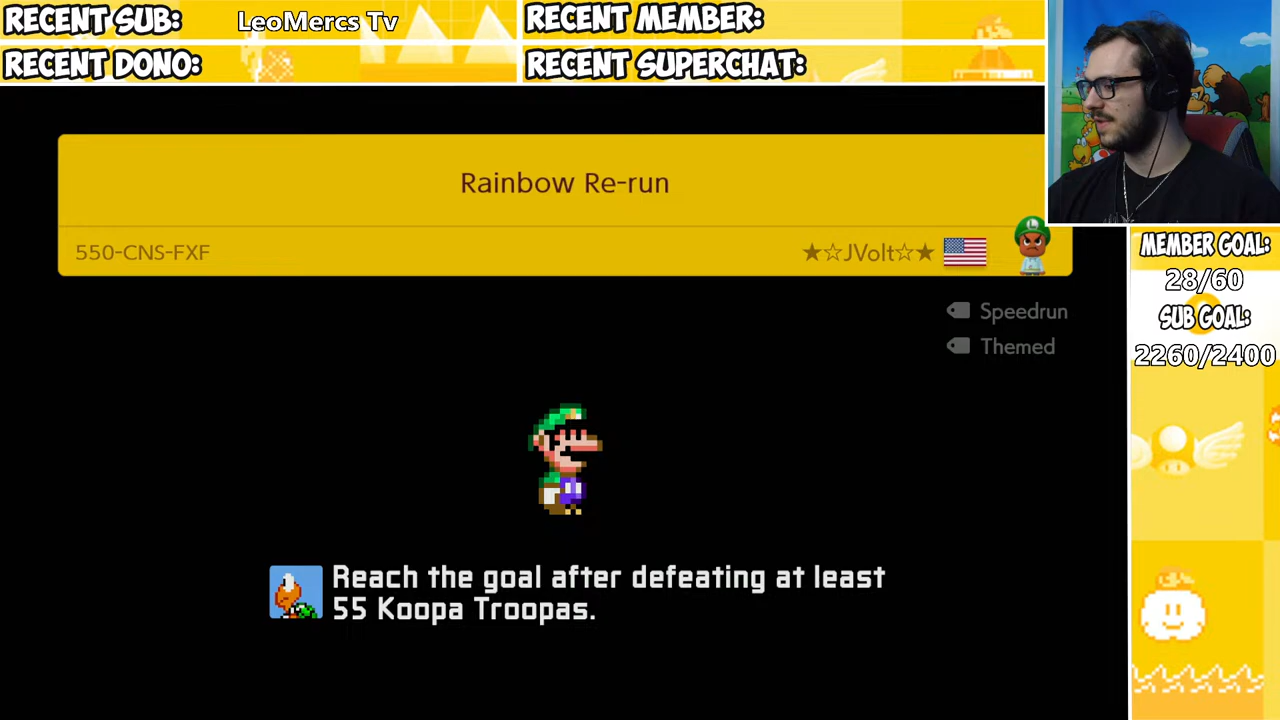 RECENT SUB: LeoMercs Tv
RECENT MEMBER:
RECENT DONO:
RECENT SUPERCHAT:
Rainbow Re-run
550-CNS-FXF
★☆JVolt☆★
Speedrun
Themed
Reach the goal after defeating at least
55 Koopa Troopas.
MEMBER GOAL:
28/60
SUB GOAL:
2260/2400